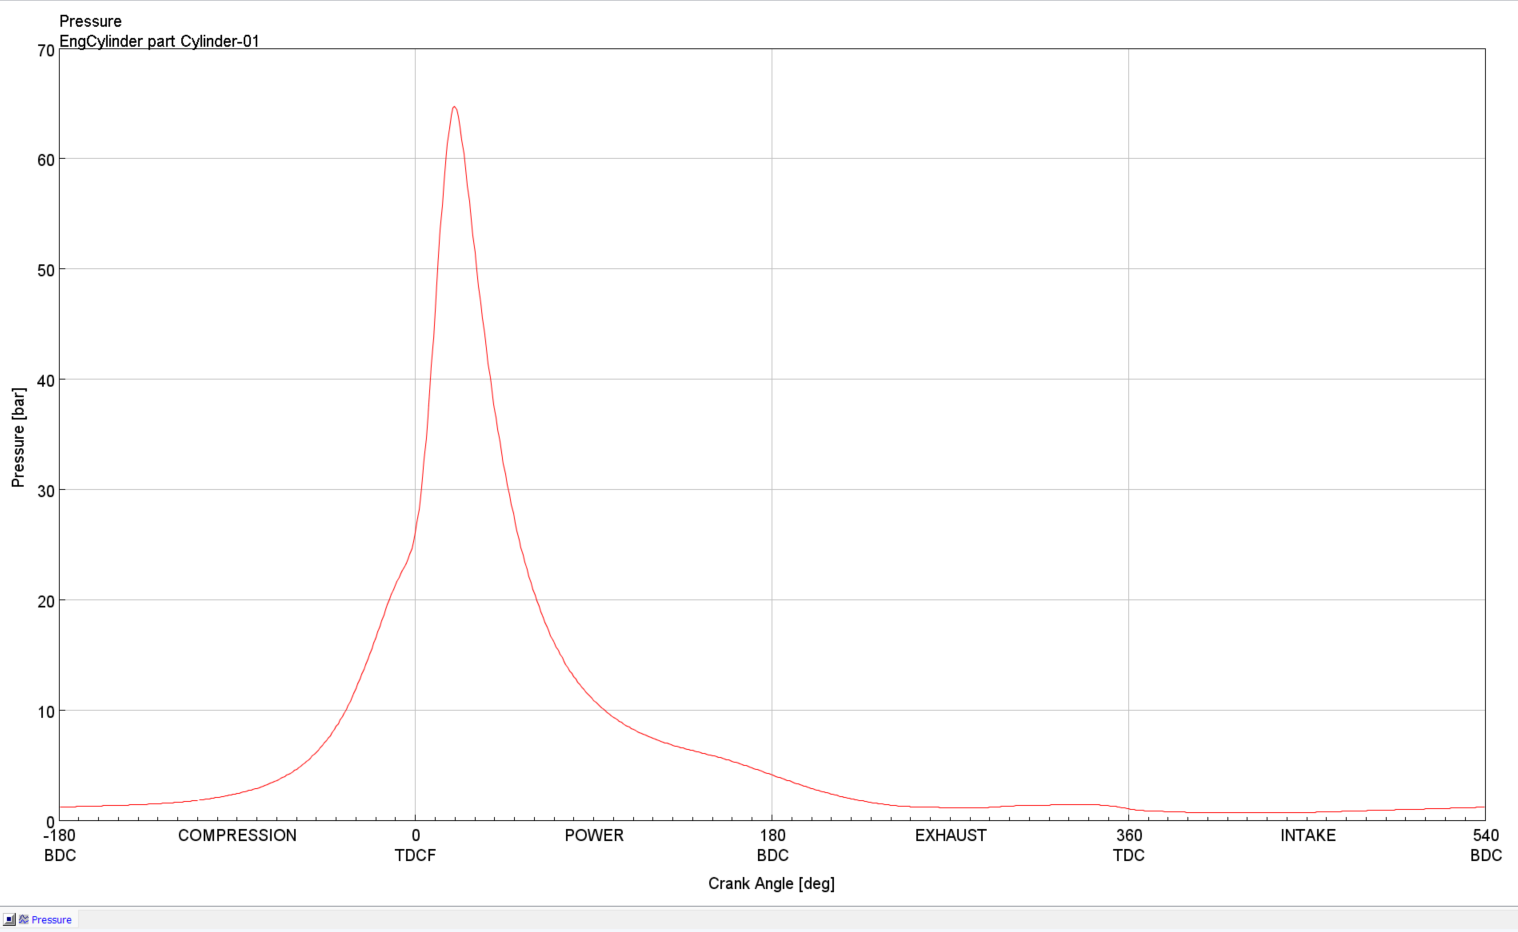 Pressure
EngCylinder part Cylinder-01
70
60
50
40
30
20
10
0
Pressure [bar]
-180 COMPRESSION 0 POWER 180 EXHAUST 360 INTAKE 540
BDC TDCF BDC TDC BDC
Crank Angle [deg]
Pressure